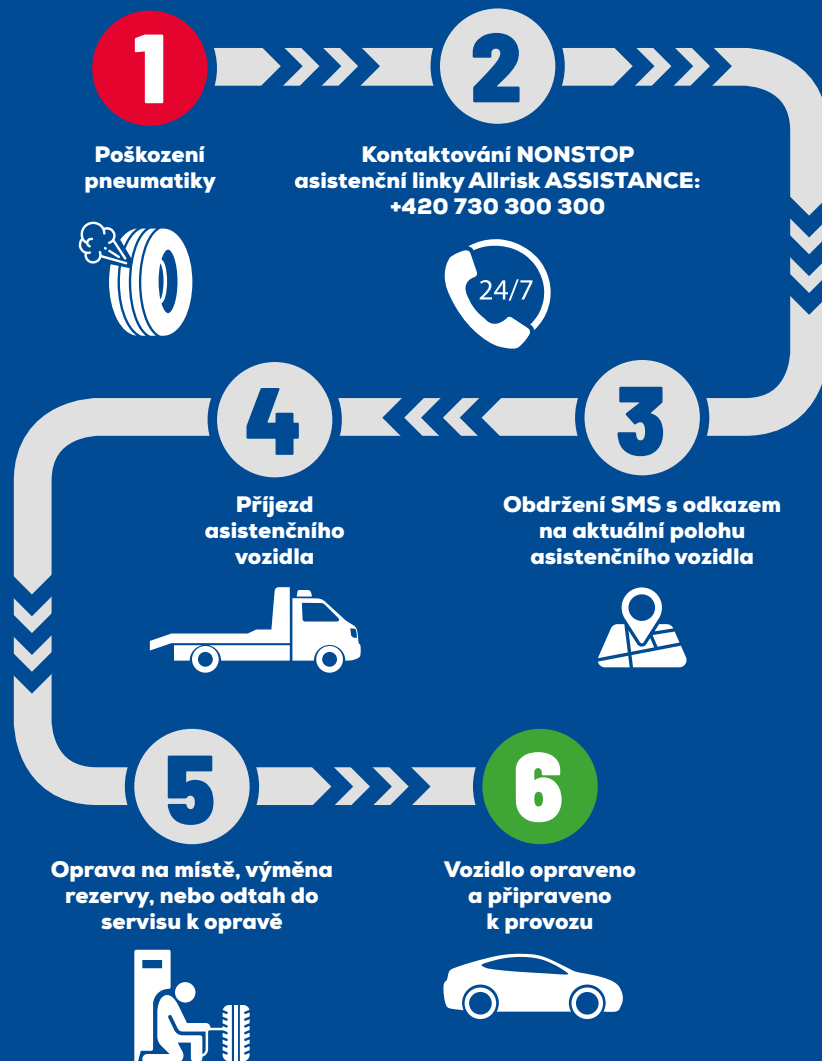 1
Poškození
pneumatiky
2
Kontaktování NONSTOP
asistenční linky Allrisk ASSISTANCE:
+420 730 300 300
24/7
3
Obdržení SMS s odkazem
na aktuální polohu
asistenčního vozidla
4
Příjezd
asistenčního
vozidla
5
Oprava na místě, výměna
rezervy, nebo odtah do
servisu k opravě
6
Vozidlo opraveno
a připraveno
k provozu